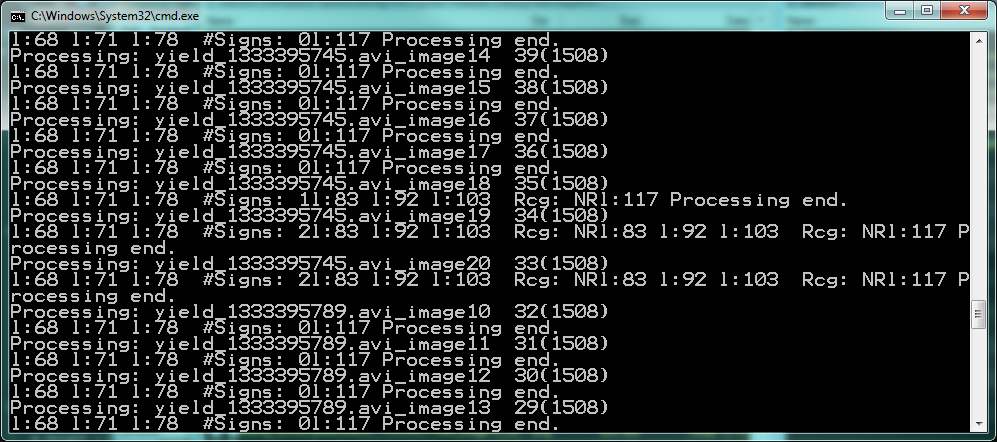 C:\Windows\System32\cmd.exe
l:68 l:71 l:78  #Signs: 0l:117 Processing end.
Processing: yield_1333395745.avi_image14  39(1508)
l:68 l:71 l:78  #Signs: 0l:117 Processing end.
Processing: yield_1333395745.avi_image15  38(1508)
l:68 l:71 l:78  #Signs: 0l:117 Processing end.
Processing: yield_1333395745.avi_image16  37(1508)
l:68 l:71 l:78  #Signs: 0l:117 Processing end.
Processing: yield_1333395745.avi_image17  36(1508)
l:68 l:71 l:78  #Signs: 0l:117 Processing end.
Processing: yield_1333395745.avi_image18  35(1508)
l:68 l:71 l:78  #Signs: 1l:83 l:92 l:103  Rcg: NRl:117 Processing end.
Processing: yield_1333395745.avi_image19  34(1508)
l:68 l:71 l:78  #Signs: 2l:83 l:92 l:103  Rcg: NRl:83 l:92 l:103  Rcg: NRl:117 P
rocessing end.
Processing: yield_1333395745.avi_image20  33(1508)
l:68 l:71 l:78  #Signs: 2l:83 l:92 l:103  Rcg: NRl:83 l:92 l:103  Rcg: NRl:117 P
rocessing end.
Processing: yield_1333395789.avi_image10  32(1508)
l:68 l:71 l:78  #Signs: 0l:117 Processing end.
Processing: yield_1333395789.avi_image11  31(1508)
l:68 l:71 l:78  #Signs: 0l:117 Processing end.
Processing: yield_1333395789.avi_image12  30(1508)
l:68 l:71 l:78  #Signs: 0l:117 Processing end.
Processing: yield_1333395789.avi_image13  29(1508)
l:68 l:71 l:78  #Signs: 0l:117 Processing end.